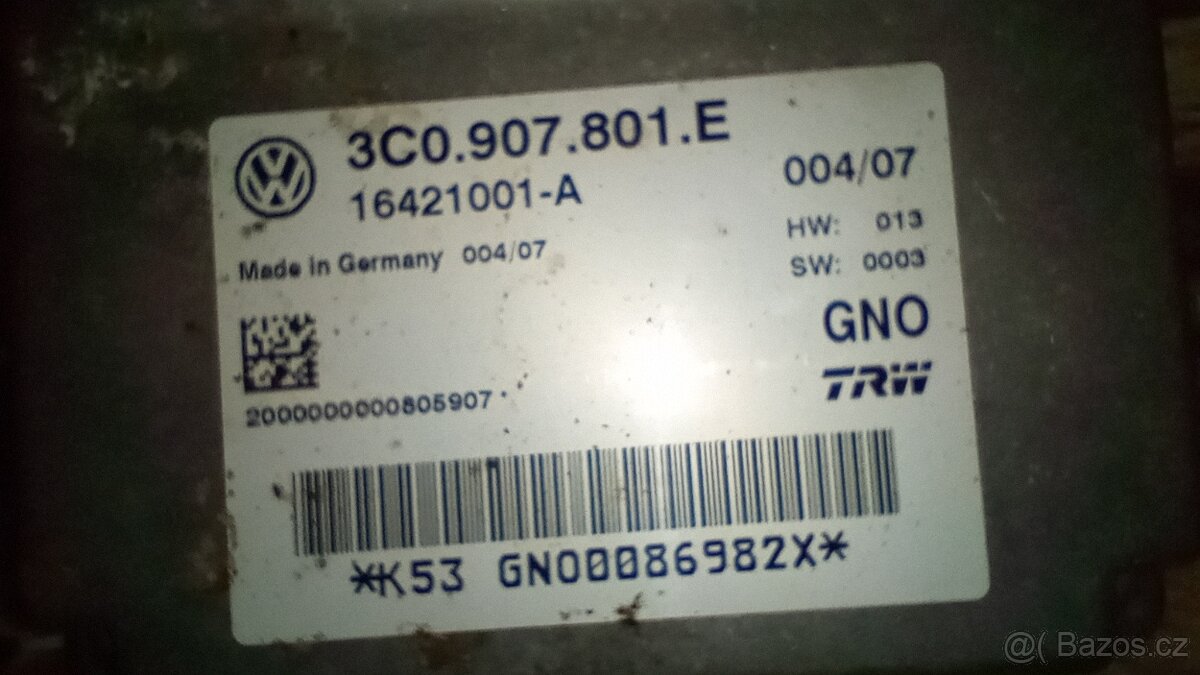 3C0.907.801.E
16421001-A
004/07
Made in Germany 004/07
HW: 013
SW: 0003
GNO
TRW
2000000000805907
*K53 GNO0086982X*
@( Bazos.cz